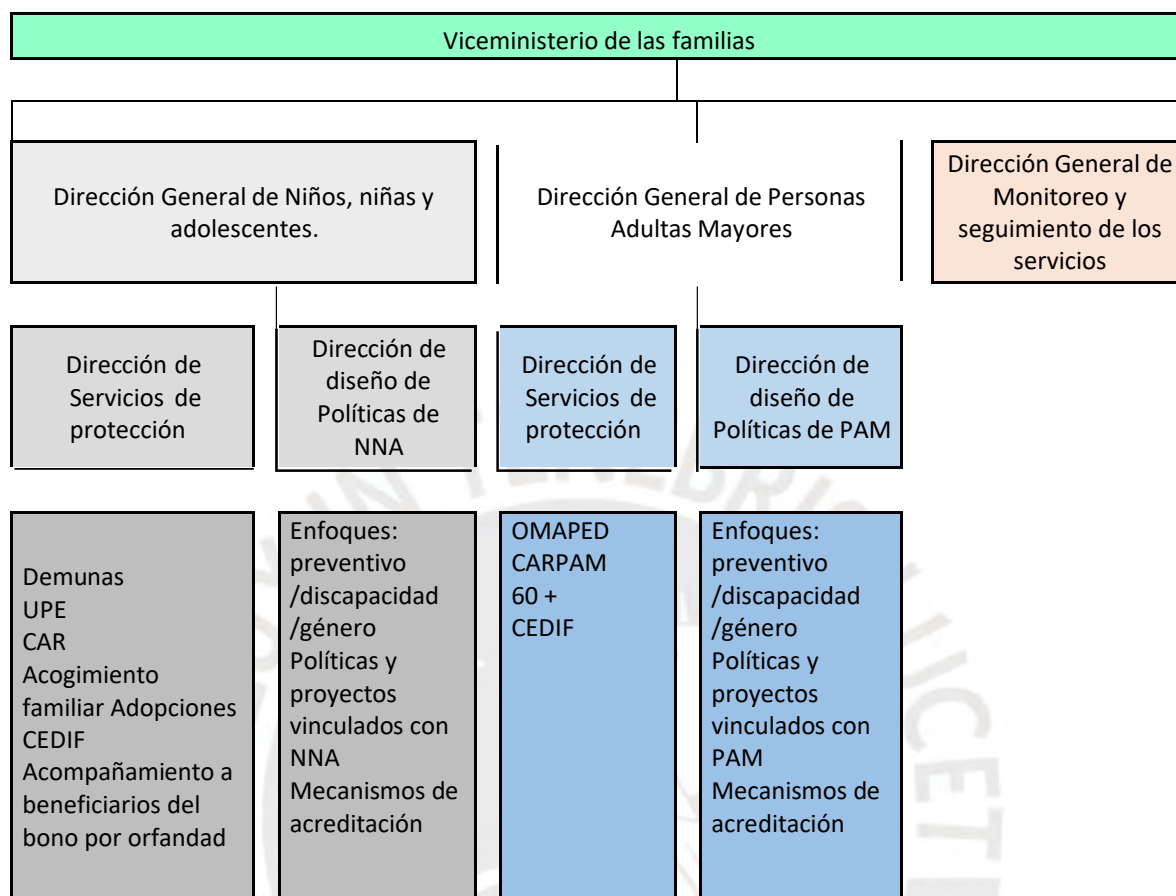 Viceministerio de las familias
Dirección General de Niños, niñas y
adolescentes.
Dirección General de Personas
Adultas Mayores
Dirección General de
Monitoreo y
seguimiento de los
servicios
Dirección de
Servicios de
protección
Dirección de
diseño de
Políticas de
NNA
Dirección de
Servicios de
protección
Dirección de
diseño de
Políticas de PAM
Demunas
UPE
CAR
Acogimiento
familiar Adopciones
CEDIF
Acompañamiento a
beneficiarios del
bono por orfandad
Enfoques:
preventivo
/discapacidad
/género
Políticas y
proyectos
vinculados con
NNA
Mecanismos de
acreditación
OMAPED
CARPAM
60 +
CEDIF
Enfoques:
preventivo
/discapacidad
/género
Políticas y
proyectos
vinculados con
PAM
Mecanismos de
acreditación